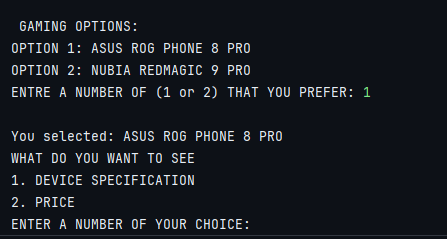 GAMING OPTIONS:
OPTION 1: ASUS ROG PHONE 8 PRO
OPTION 2: NUBIA REDMAGIC 9 PRO
ENTRE A NUMBER OF (1 or 2) THAT YOU PREFER: 1
You selected: ASUS ROG PHONE 8 PRO
WHAT DO YOU WANT TO SEE
1. DEVICE SPECIFICATION
2. PRICE
ENTER A NUMBER OF YOUR CHOICE: